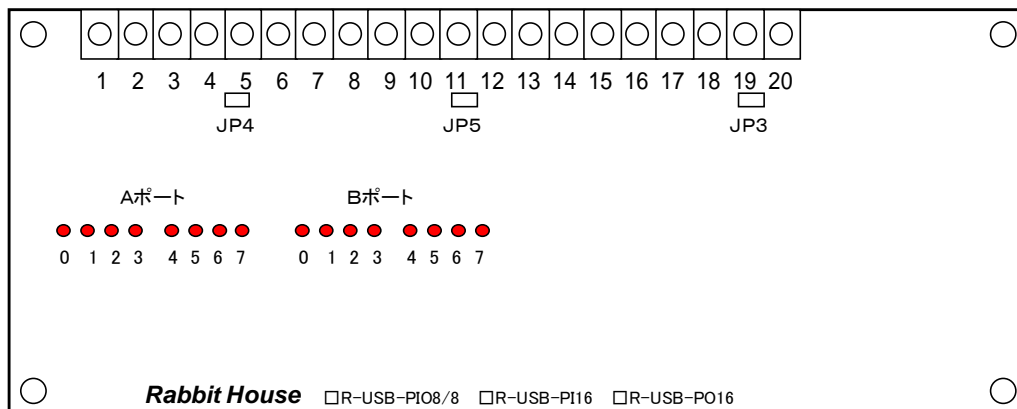 1 2 3 4 5 6 7 8 9 10 11 12 13 14 15 16 17 18 19 20
JP4 JP5 JP3
Aポート Bポート
0 1 2 3 4 5 6 7 0 1 2 3 4 5 6 7
Rabbit House □R-USB-PIO8/8 □R-USB-PI16 □R-USB-PO16